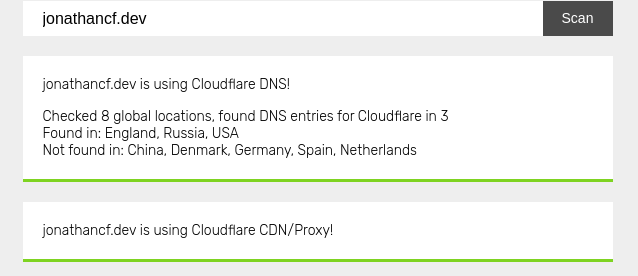 jonathancf.dev
Scan
jonathancf.dev is using Cloudflare DNS!
Checked 8 global locations, found DNS entries for Cloudflare in 3
Found in: England, Russia, USA
Not found in: China, Denmark, Germany, Spain, Netherlands
jonathancf.dev is using Cloudflare CDN/Proxy!